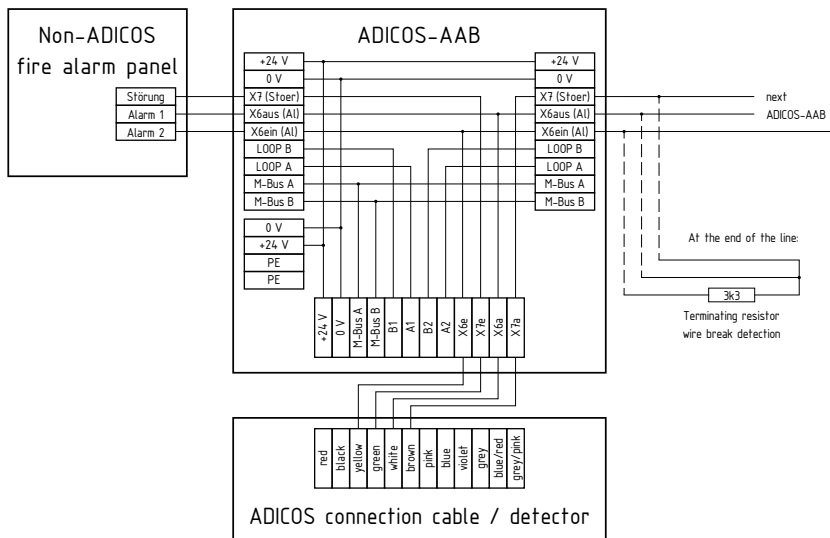 Non-ADICOS
fire alarm panel
Störung
Alarm 1
Alarm 2
ADICOS-AAB
+24 V
0 V
X7 (Stoer)
X6aus (Al)
X6ein (Al)
LOOP B
LOOP A
M-Bus A
M-Bus B
0 V
+24 V
PE
PE
+24 V
0 V
X7 (Stoer)
X6aus (Al)
X6ein (Al)
LOOP B
LOOP A
M-Bus A
M-Bus B
next
ADICOS-AAB
At the end of the line:
3k3
Terminating resistor
wire break detection
+24 V
0 V
M-Bus A
M-Bus B
B1
A1
B2
A2
X6e
X7e
X6a
X7a
red
black
yellow
green
white
brown
pink
blue
violet
grey
blue/red
grey/pink
ADICOS connection cable / detector